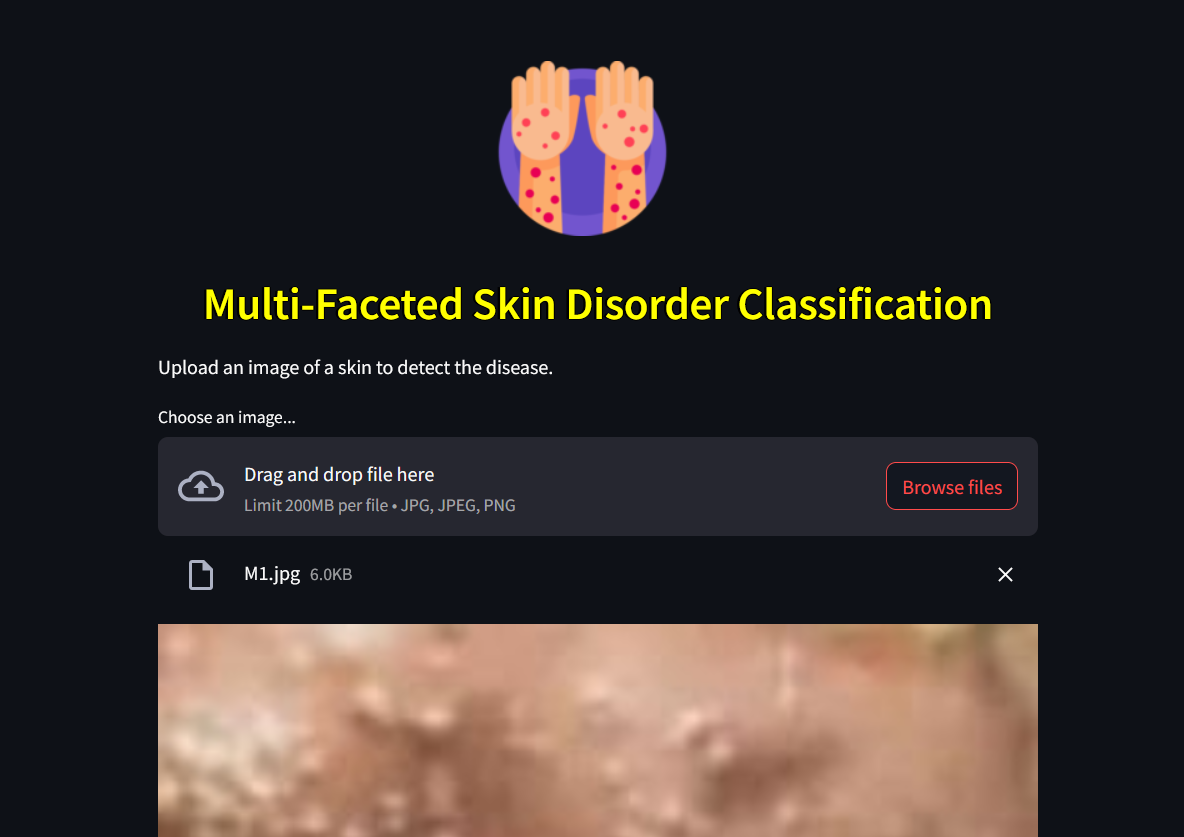 Multi-Faceted Skin Disorder Classification
Upload an image of a skin to detect the disease.
Choose an image...
Drag and drop file here
Limit 200MB per file • JPG, JPEG, PNG
Browse files
M1.jpg 6.0KB